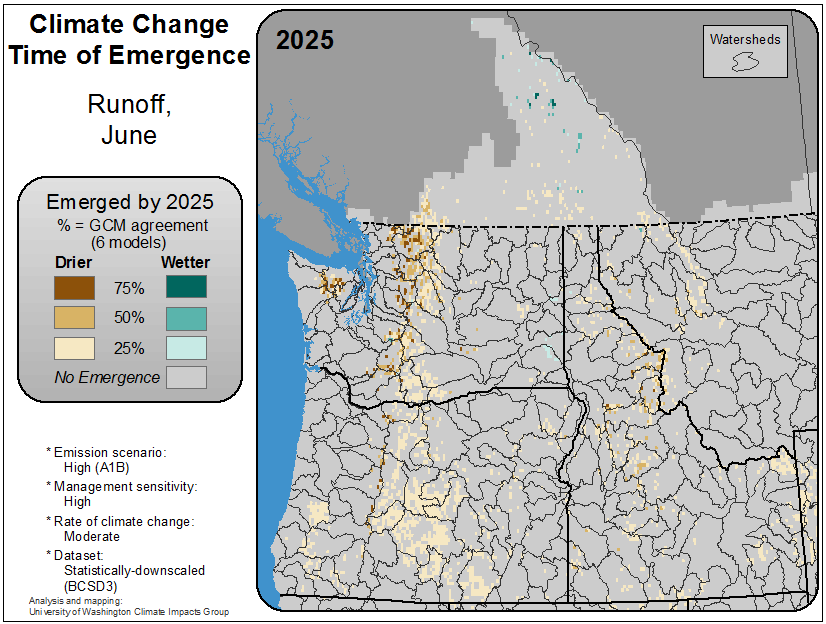 Climate Change
Time of Emergence
Runoff,
June
Emerged by 2025
% = GCM agreement
(6 models)
Drier Wetter
75%
50%
25%
No Emergence
* Emission scenario:
High (A1B)
* Management sensitivity:
High
* Rate of climate change:
Moderate
* Dataset:
Statistically-downscaled
(BCSD3)
Analysis and mapping:
University of Washington Climate Impacts Group
2025
Watersheds